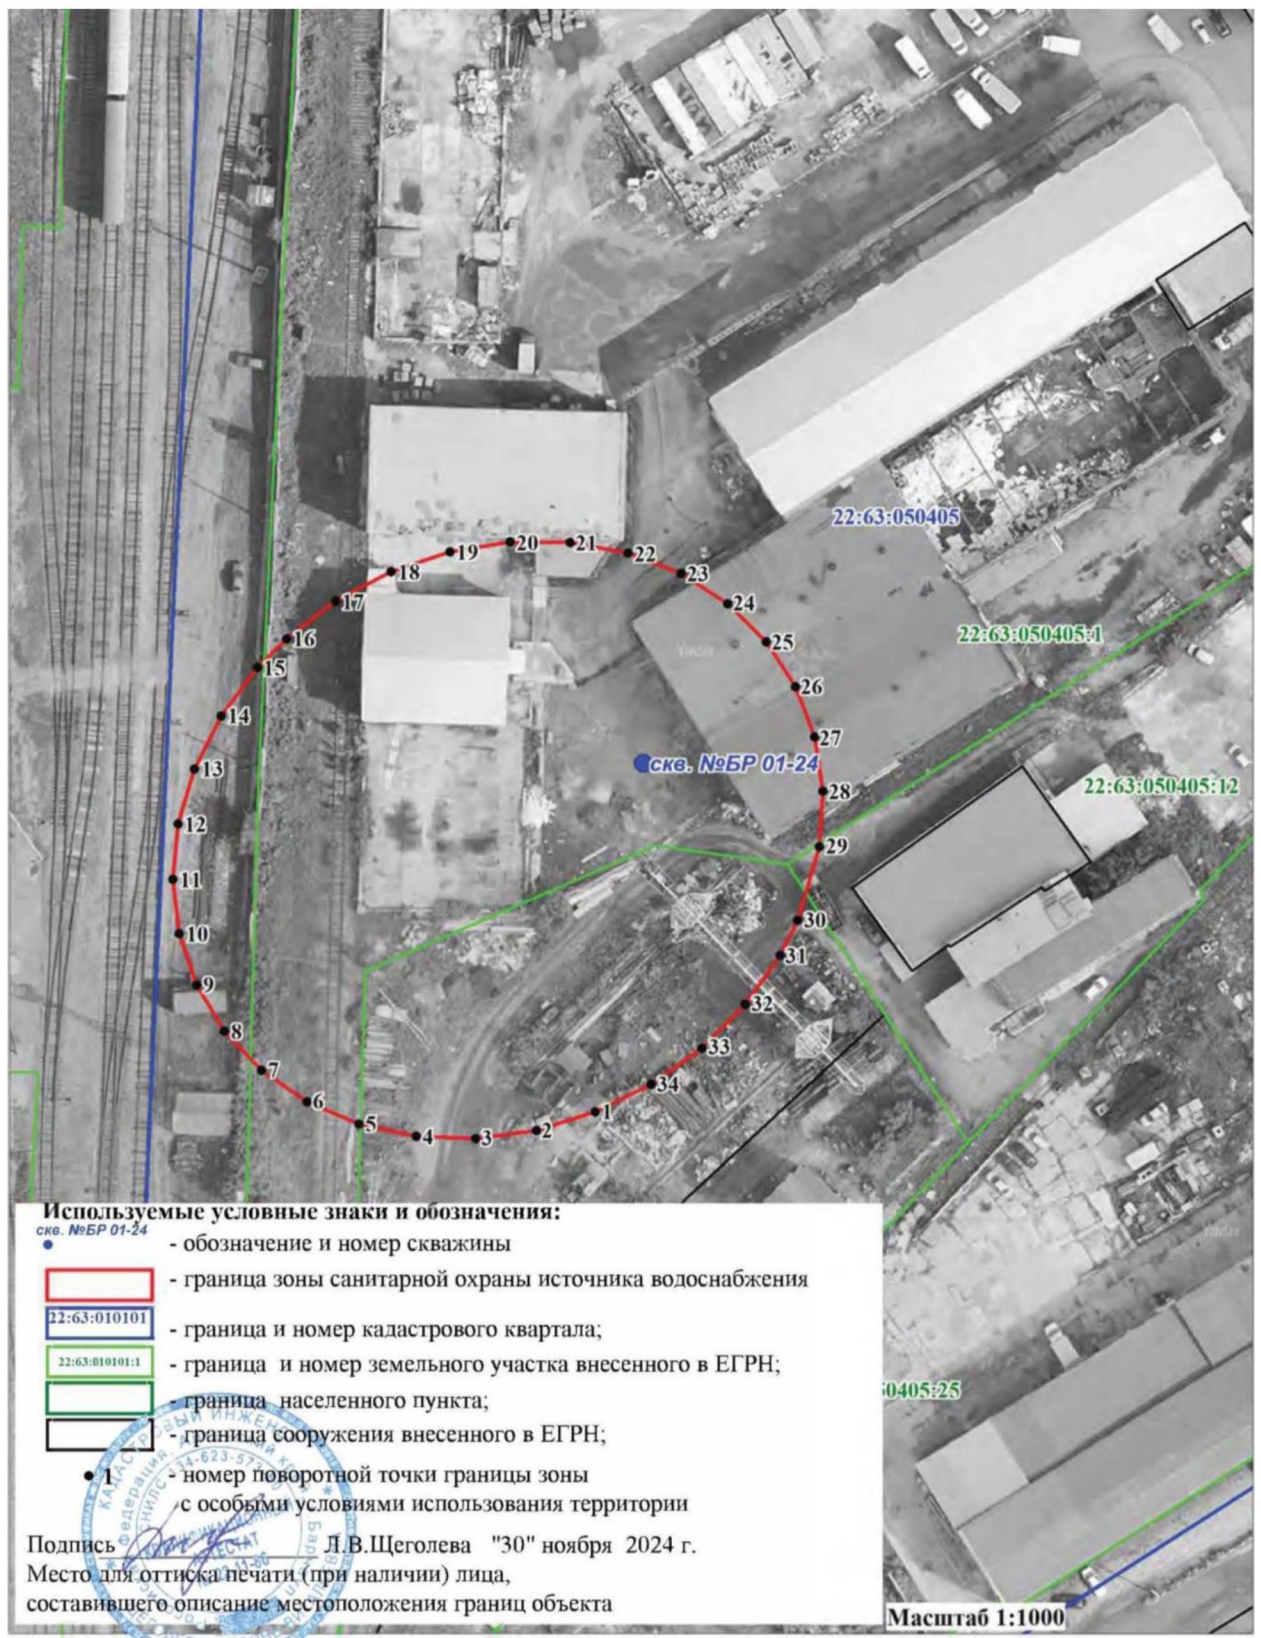 20
21
19
22
18
23
22:63:050405
17
24
16
25
22:63:050405:1
15
26
14
27
скв. №БР 01-24
13
28
22:63:050405:12
12
29
11
30
10
31
9
32
8
33
7
34
6
1
5
2
4
3
Используемые условные знаки и обозначения:
скв. №БР 01-24
- обозначение и номер скважины
- граница зоны санитарной охраны источника водоснабжения
22:63:010101
- граница и номер кадастрового квартала;
22:63:010101:1
- граница и номер земельного участка внесенного в ЕГРН;
0405:25
- граница населенного пункта;
- граница сооружения внесенного в ЕГРН;
1
- номер поворотной точки границы зоны
с особыми условиями использования территории
Подпись Л.В.Щеголева "30" ноября 2024 г.
Место для оттиска печати (при наличии) лица,
составившего описание местоположения границ объекта
Масштаб 1:1000
КАДАСТРОВЫЙ ИНЖЕНЕР